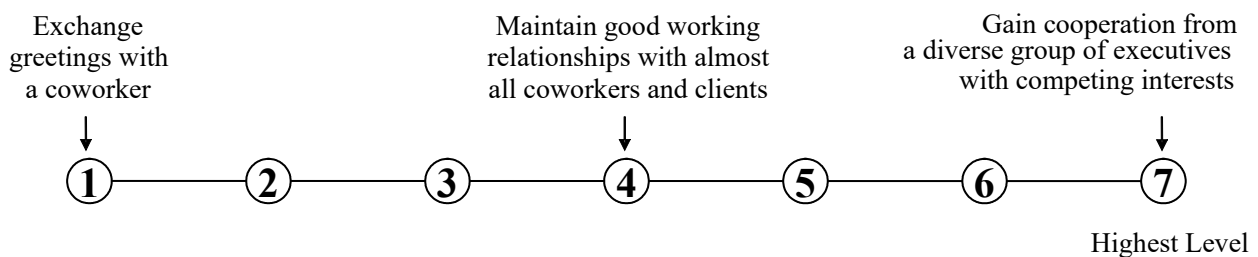 Exchange
greetings with
a coworker
Maintain good working
relationships with almost
all coworkers and clients
Gain cooperation from
a diverse group of executives
with competing interests
1 2 3 4 5 6 7
Highest Level